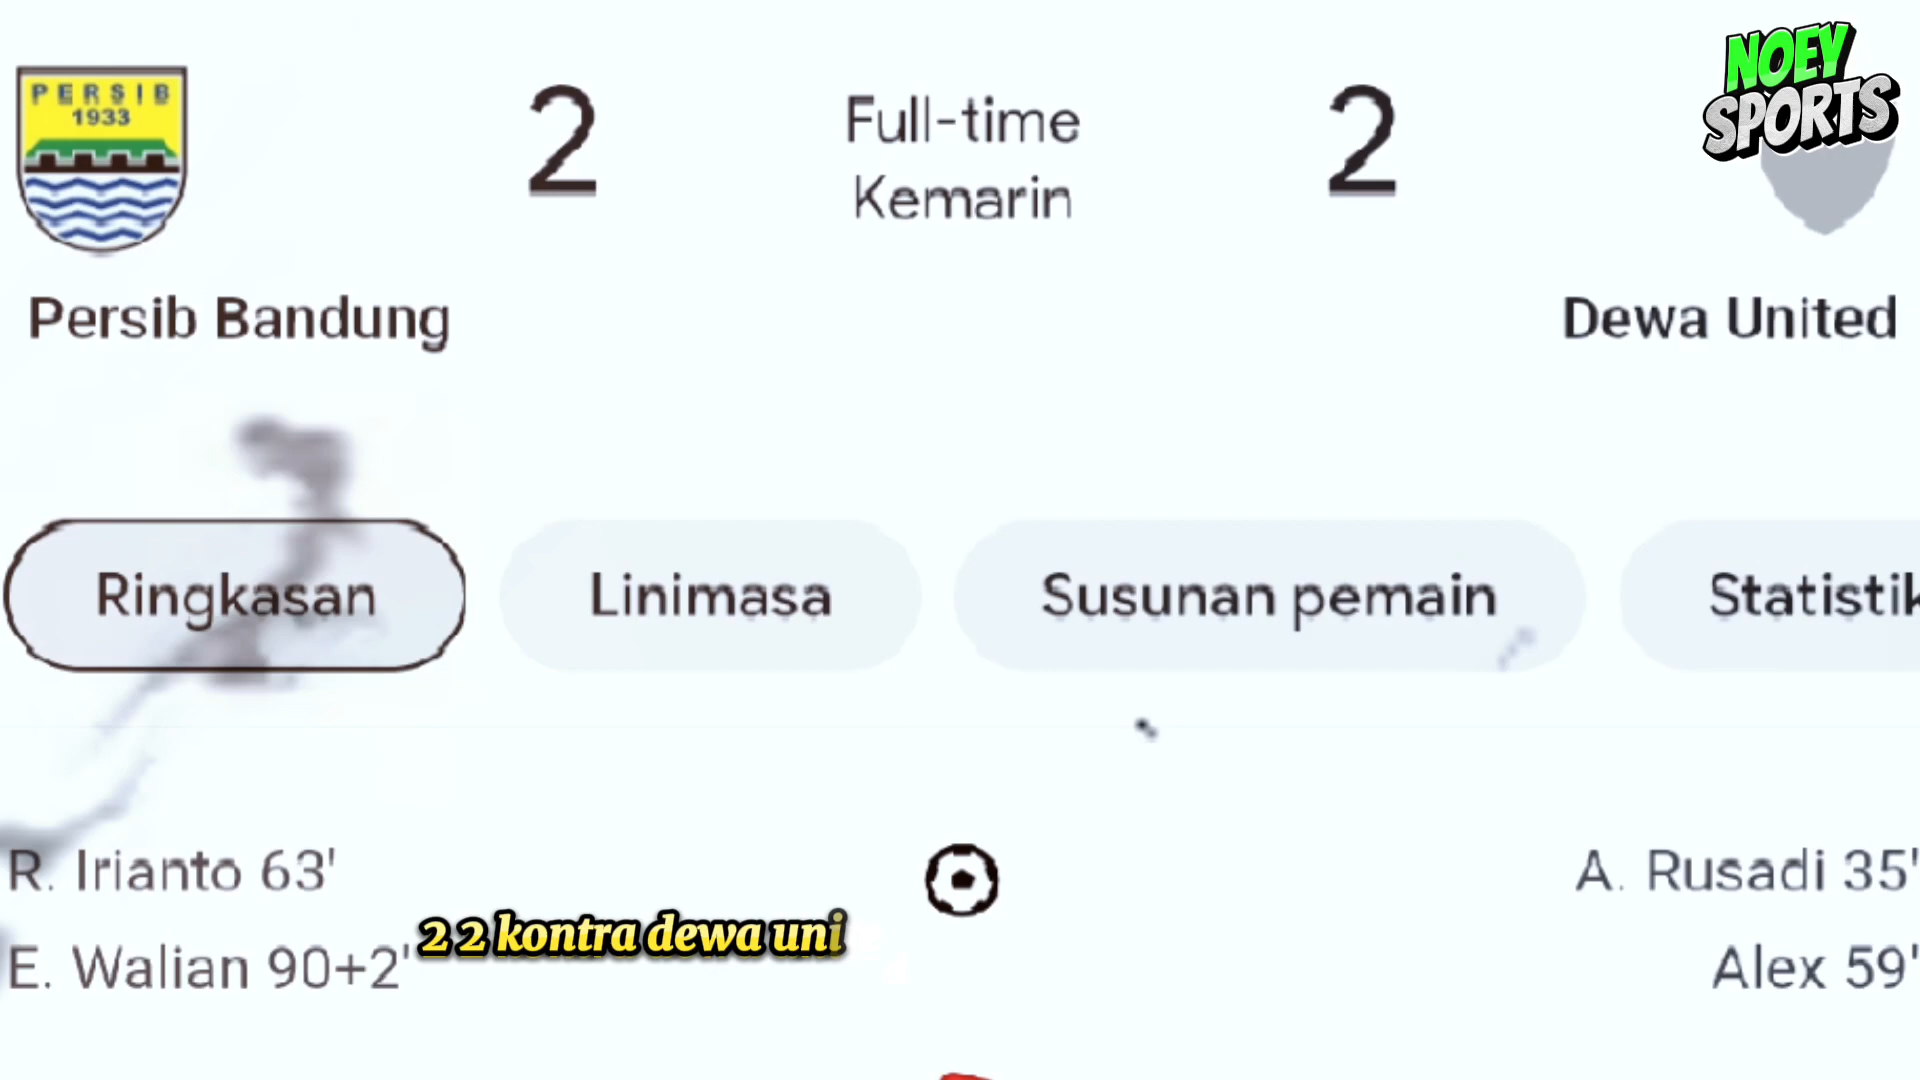 PERSIB
1933
2
Full-time
Kemarin
2
NOEY
SPORTS
Persib Bandung
Dewa United
Ringkasan
Linimasa
Susunan pemain
Statistik
R. Irianto 63'
A. Rusadi 35'
2 2 kontra dewa uni
E. Walian 90+2'
Alex 59'